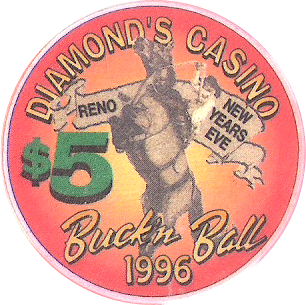 DIAMOND'S CASINO
RENO
NEW
YEARS
EVE
$5
Buck'n Ball
1996